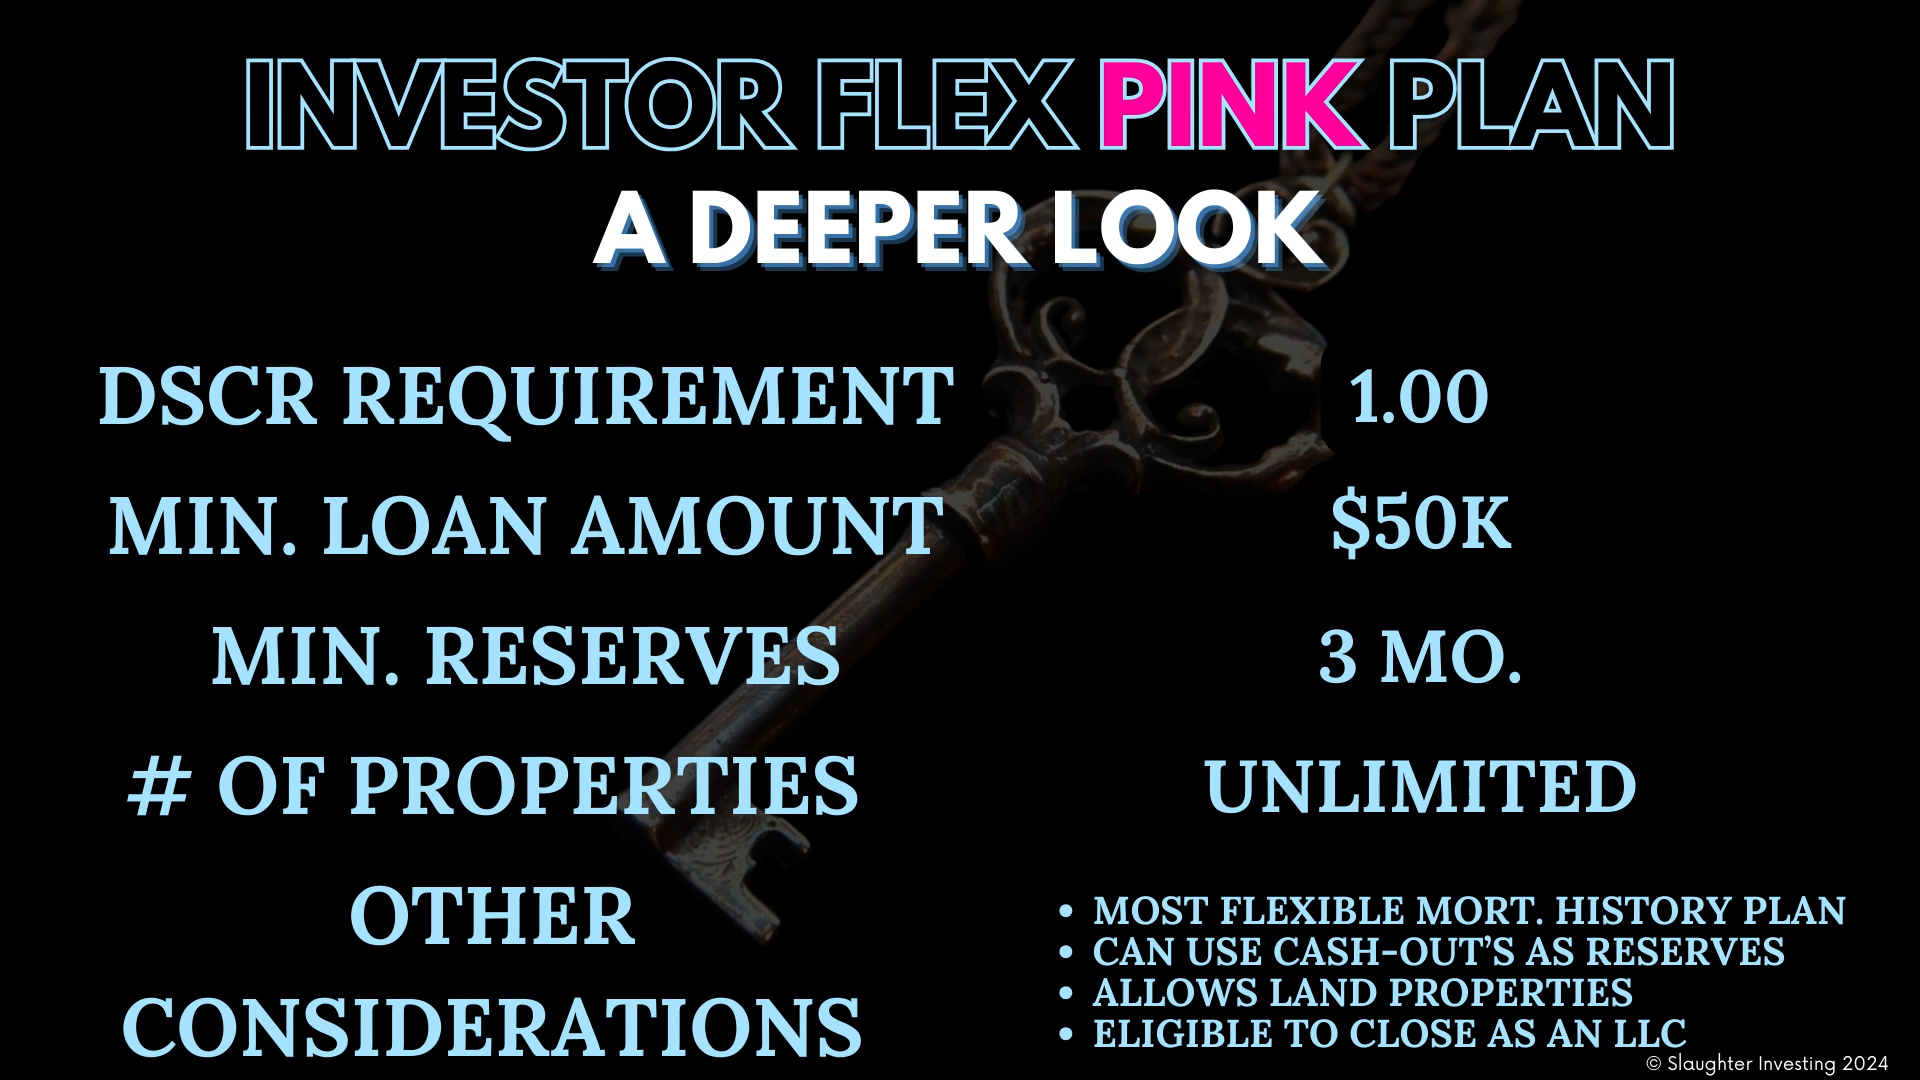 INVESTOR FLEX PINK PLAN
A DEEPER LOOK
DSCR REQUIREMENT 1.00
MIN. LOAN AMOUNT $50K
MIN. RESERVES 3 MO.
# OF PROPERTIES UNLIMITED
OTHER
CONSIDERATIONS
• MOST FLEXIBLE MORT. HISTORY PLAN
• CAN USE CASH-OUT'S AS RESERVES
• ALLOWS LAND PROPERTIES
• ELIGIBLE TO CLOSE AS AN LLC
© Slaughter Investing 2024